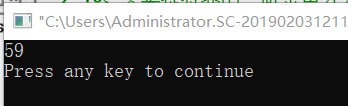 "C:\Users\Administrator.SC-201902031211
59
Press any key to continue